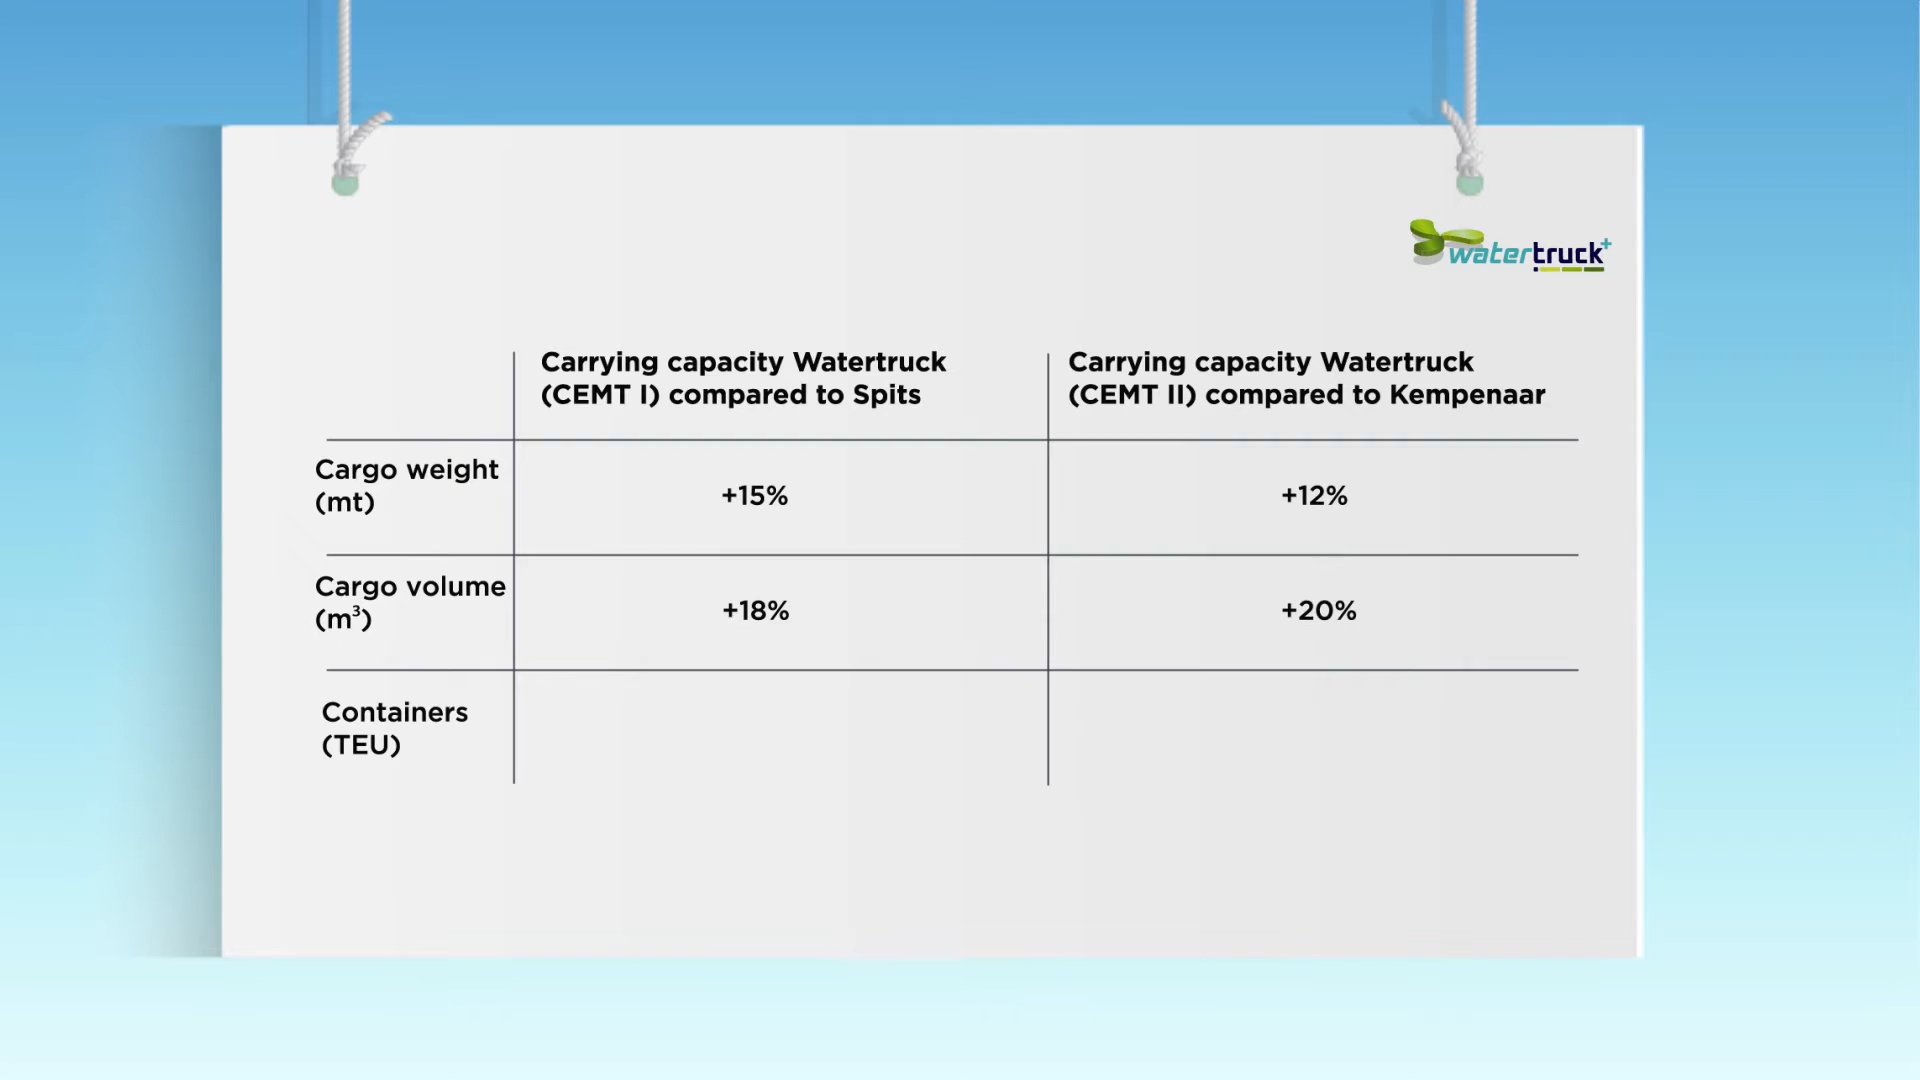 watertruck+
Carrying capacity Watertruck
(CEMT I) compared to Spits
Carrying capacity Watertruck
(CEMT II) compared to Kempenaar
Cargo weight
(mt)
+15%
+12%
Cargo volume
(m³)
+18%
+20%
Containers
(TEU)